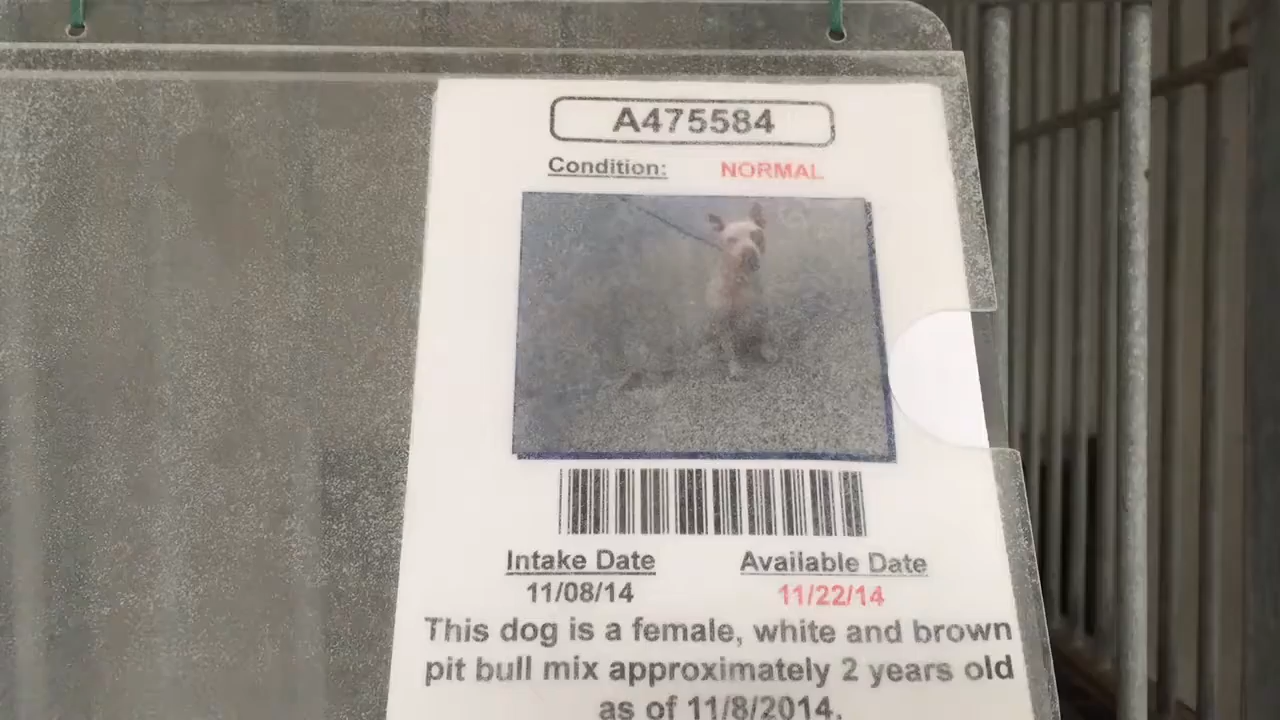 A475584
Condition: NORMAL
Intake Date Available Date
11/08/14 11/22/14
This dog is a female, white and brown
pit bull mix approximately 2 years old
as of 11/8/2014.